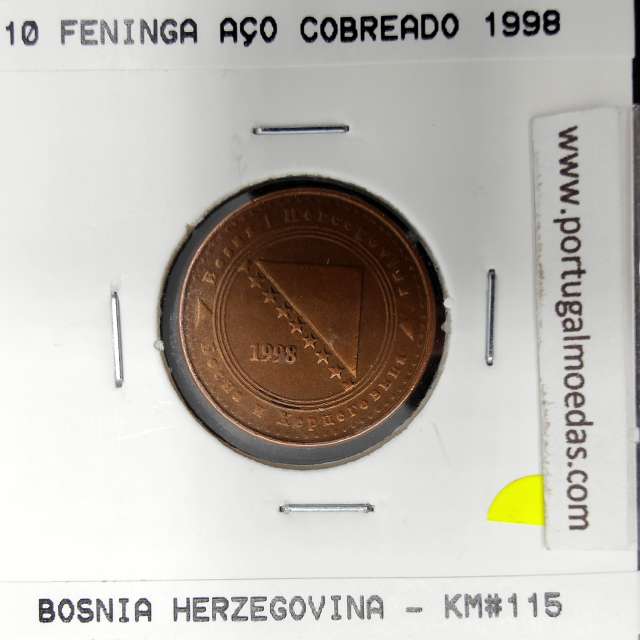 10 FENINGA AÇO COBREADO 1998
www.portugalmoedas.com
Bosna i Hercegovina
1998
Босна и Херцеговина
BOSNIA HERZEGOVINA - KM#115